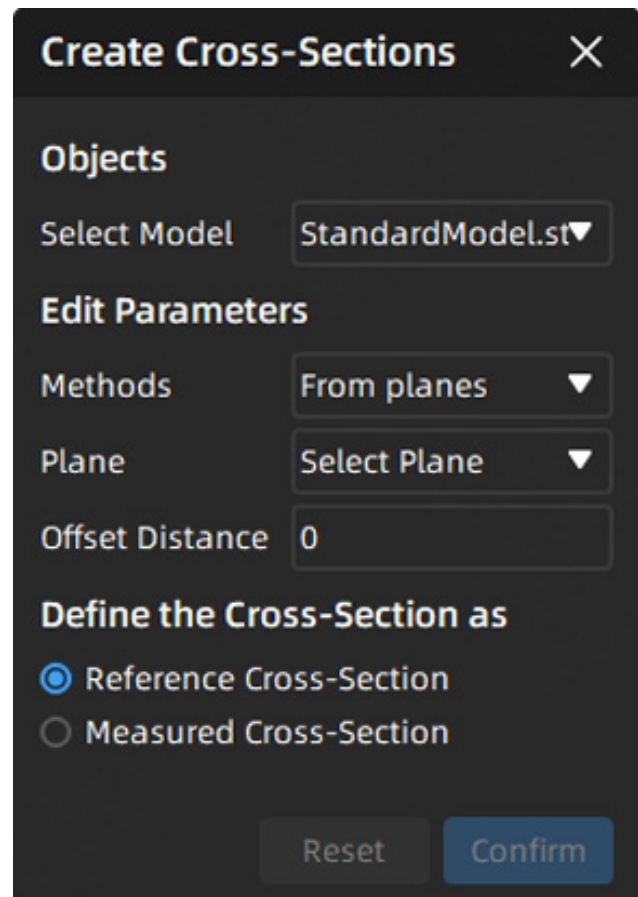 Create Cross-Sections
Objects
Select Model StandardModel.st
Edit Parameters
Methods From planes
Plane Select Plane
Offset Distance 0
Define the Cross-Section as
Reference Cross-Section
Measured Cross-Section
Reset Confirm